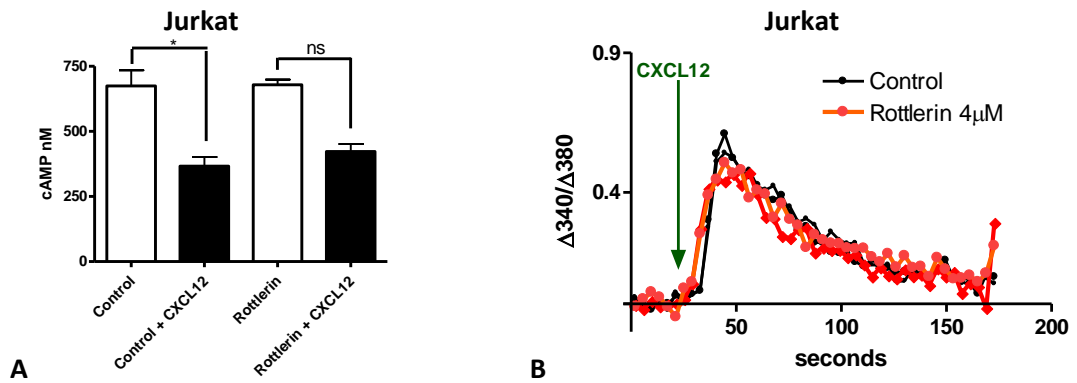 Jurkat
*
ns
750
500
250
0
cAMP nM
Control
Control + CXCL12
Rottlerin
Rottlerin + CXCL12
A
Jurkat
0.9
0.4
Δ340/Δ380
CXCL12
Control
Rottlerin 4μM
50
100
150
200
seconds
B